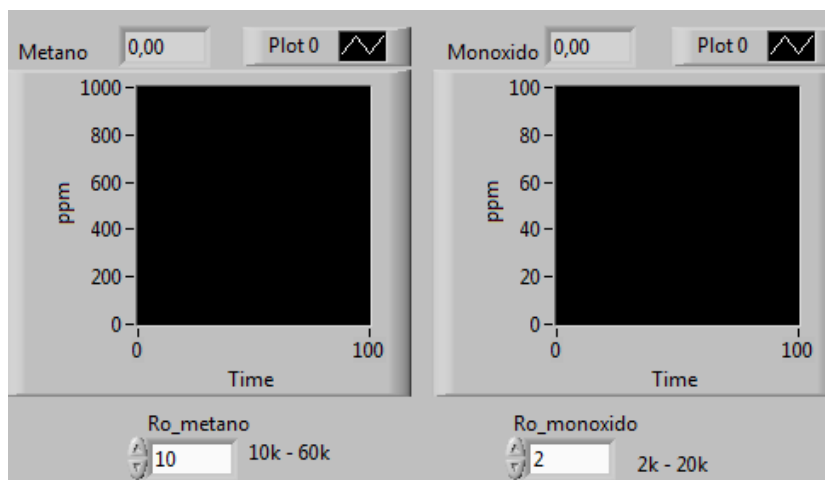 Metano 0,00 Plot 0
1000
800
600
400
200
0
ppm
0 100
Time
Ro_metano
10 10k - 60k
Monoxido 0,00 Plot 0
100
80
60
40
20
0
ppm
0 100
Time
Ro_monoxido
2 2k - 20k